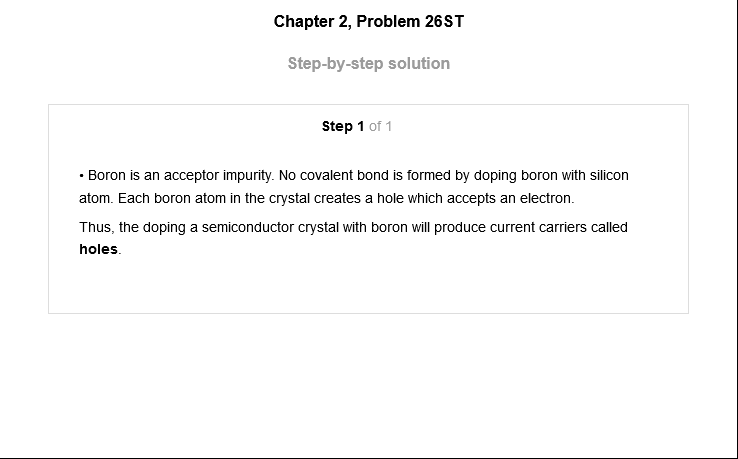 Chapter 2, Problem 26ST
Step-by-step solution
Step 1 of 1
• Boron is an acceptor impurity. No covalent bond is formed by doping boron with silicon
atom. Each boron atom in the crystal creates a hole which accepts an electron.
Thus, the doping a semiconductor crystal with boron will produce current carriers called
holes.